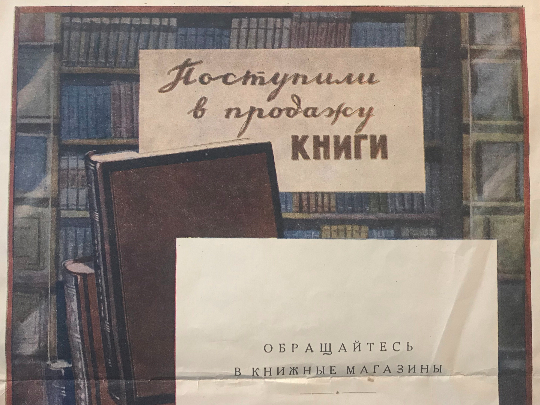 Поступили
в продажу
КНИГИ
ОБРАЩАЙТЕСЬ
В КНИЖНЫЕ МАГАЗИНЫ